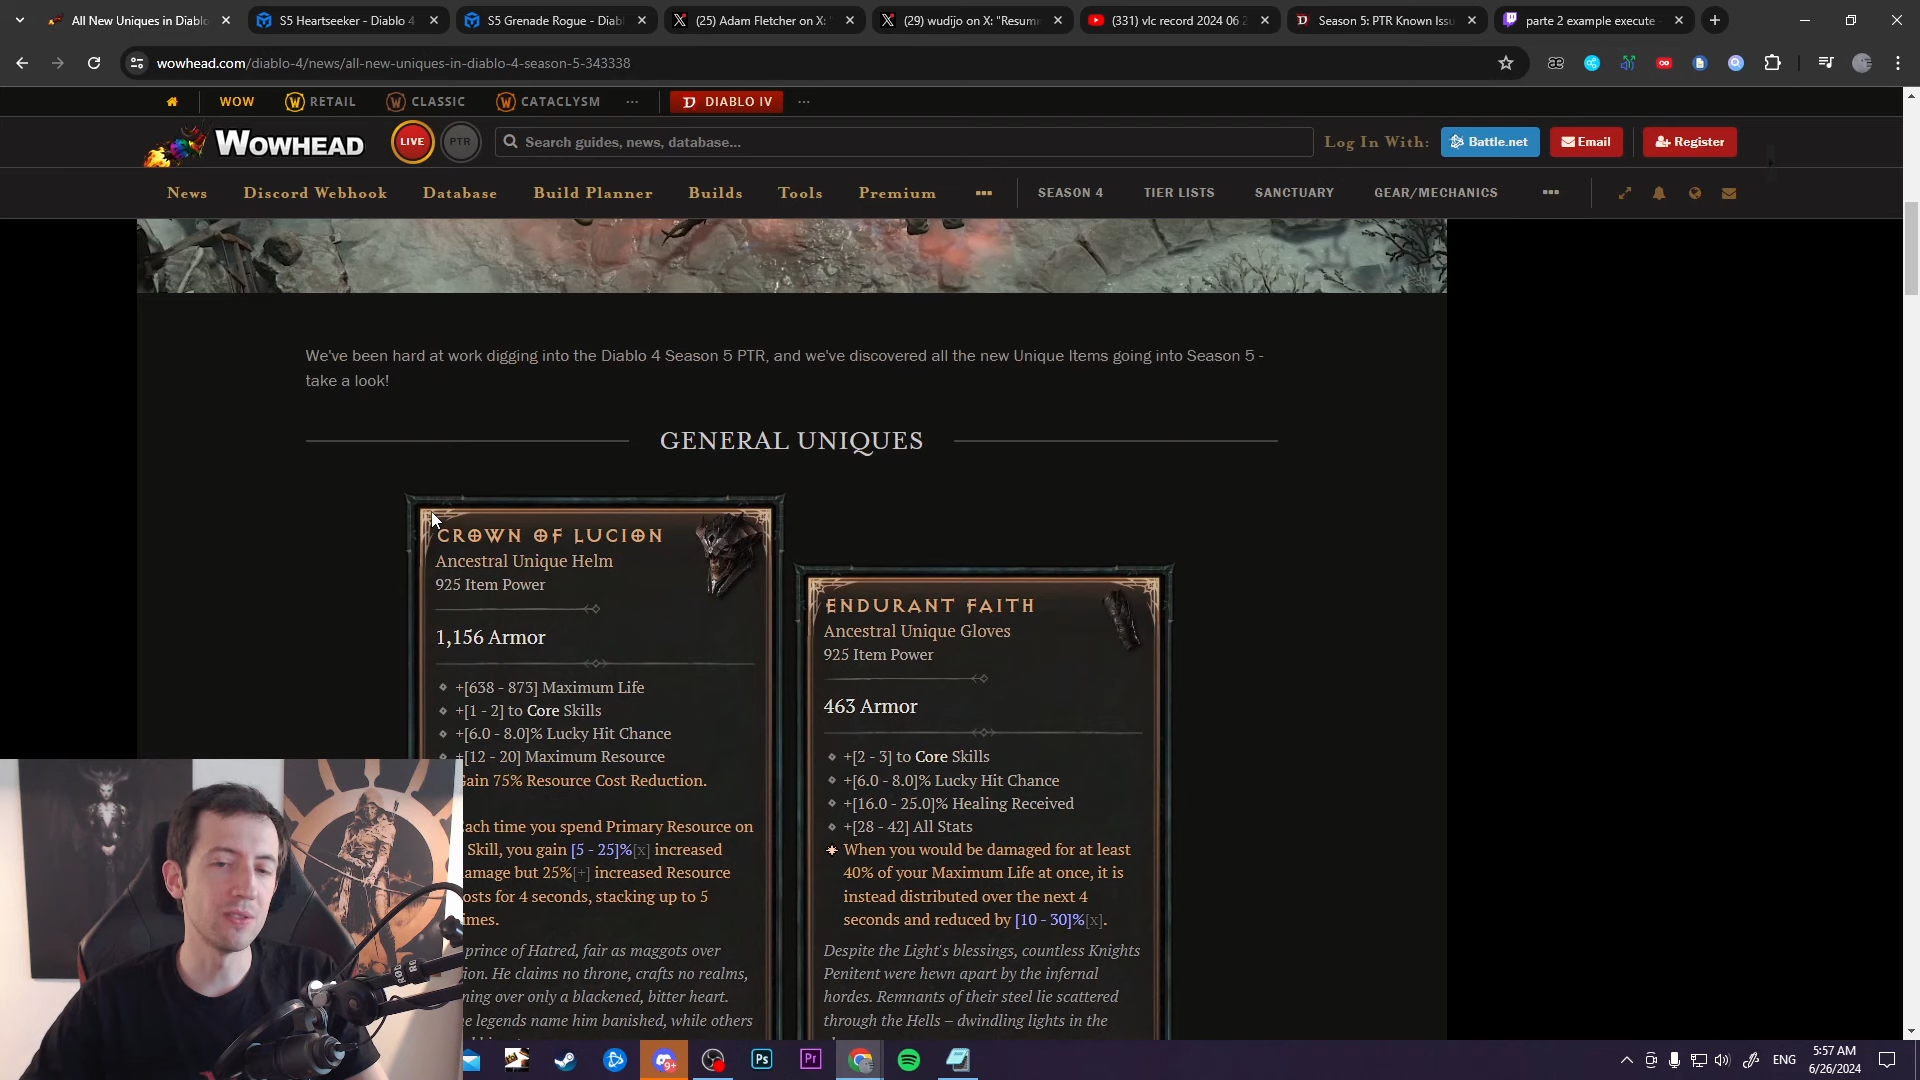 All New Uniques in Diablo
S5 Heartseeker - Diablo 4
S5 Grenade Rogue - Diabl
(25) Adam Fletcher on X: "
(29) wudijo on X: "Resum
(331) vlc record 2024 06 2
Season 5: PTR Known Issu
parte 2 example execute
wowhead.com/diablo-4/news/all-new-uniques-in-diablo-4-season-5-343338
WOW
RETAIL
CLASSIC
CATACLYSM
DIABLO IV
WOWHEAD
LIVE
PTR
Search guides, news, database...
Log In With:
Battle.net
Email
Register
News
Discord Webhook
Database
Build Planner
Builds
Tools
Premium
SEASON 4
TIER LISTS
SANCTUARY
GEAR/MECHANICS
We've been hard at work digging into the Diablo 4 Season 5 PTR, and we've discovered all the new Unique Items going into Season 5 -
take a look!
GENERAL UNIQUES
CROWN OF LUCION
Ancestral Unique Helm
925 Item Power
1,156 Armor
+[638 - 873] Maximum Life
+[1 - 2] to Core Skills
+[6.0 - 8.0]% Lucky Hit Chance
+[12 - 20] Maximum Resource
Gain 75% Resource Cost Reduction.
Each time you spend Primary Resource on
Skill, you gain [5 - 25]%[x] increased
damage but 25%[+] increased Resource
costs for 4 seconds, stacking up to 5
times.
prince of Hatred, fair as maggots over
He claims no throne, crafts no realms,
over only a blackened, bitter heart.
legends name him banished, while others
ENDURANT FAITH
Ancestral Unique Gloves
925 Item Power
463 Armor
+[2 - 3] to Core Skills
+[6.0 - 8.0]% Lucky Hit Chance
+[16.0 - 25.0]% Healing Received
+[28 - 42] All Stats
When you would be damaged for at least
40% of your Maximum Life at once, it is
instead distributed over the next 4
seconds and reduced by [10 - 30]%[x].
Despite the Light's blessings, countless Knights
Penitent were hewn apart by the infernal
hordes. Remnants of their steel lie scattered
through the Hells – dwindling lights in the
RØDE
9+
Ps
Pr
ENG
5:57 AM
6/26/2024